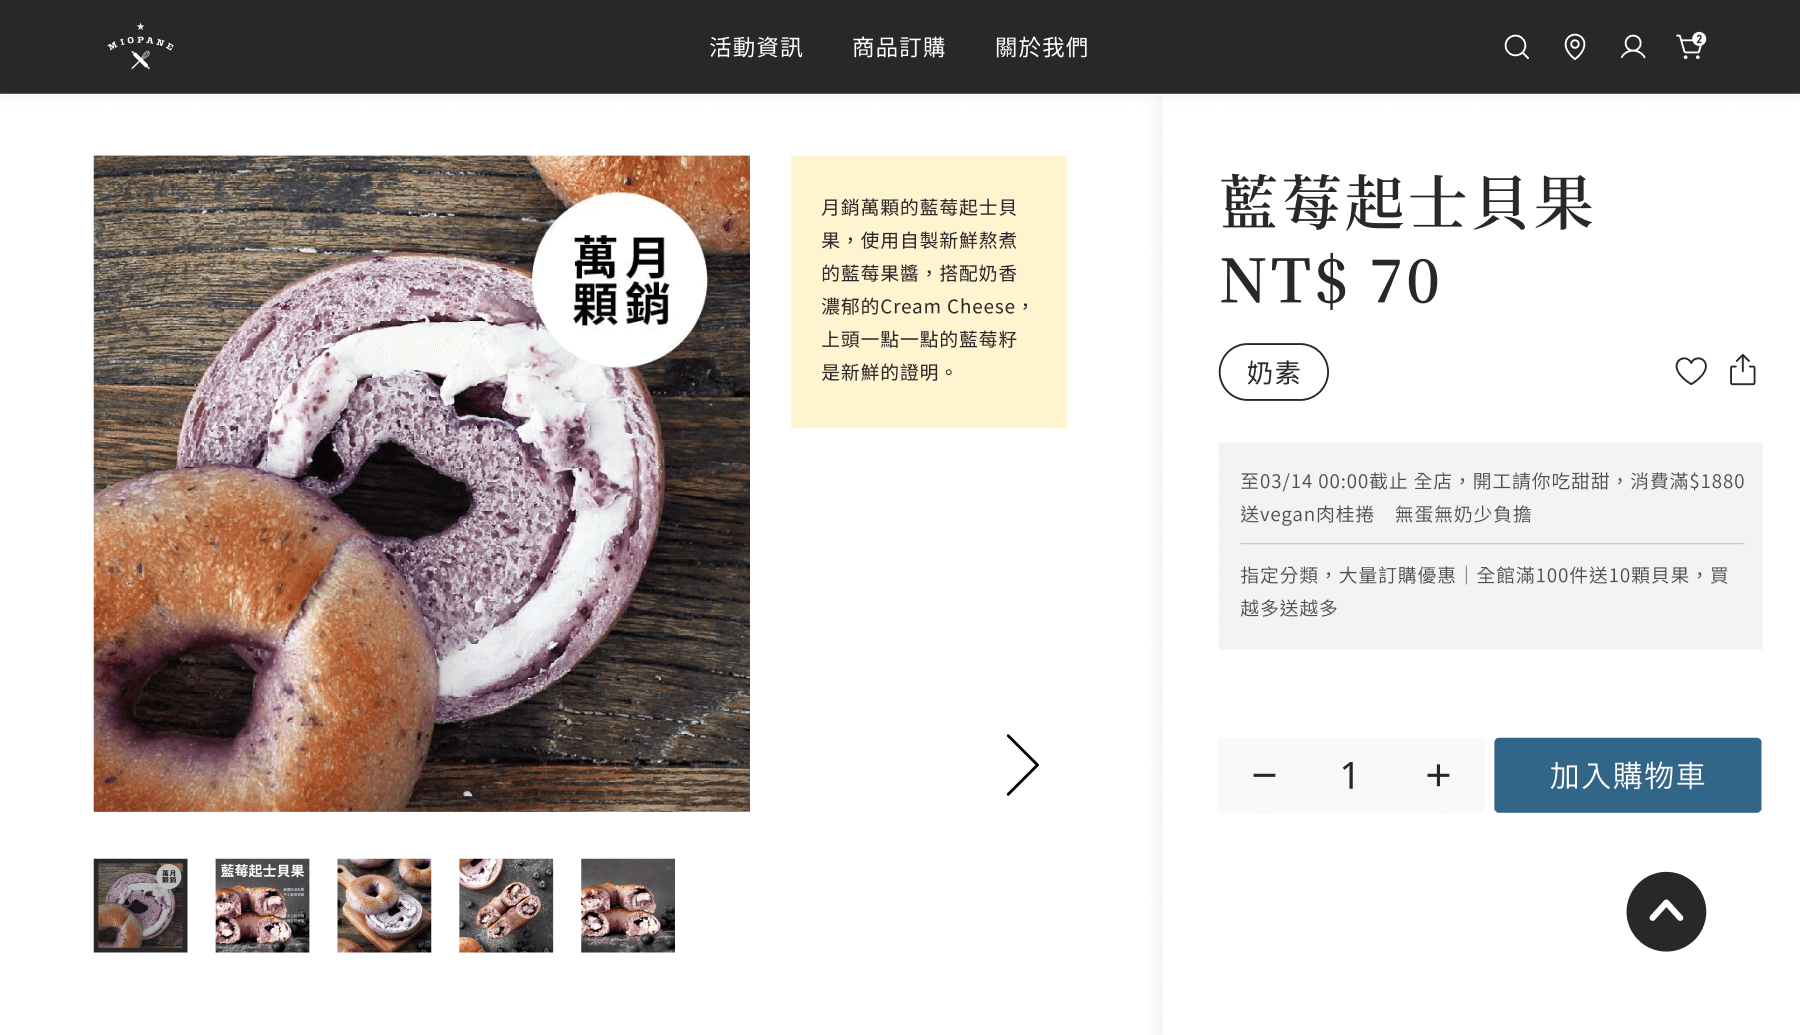 MIOPANE
活動資訊
商品訂購
關於我們
2
月銷
萬顆
月銷萬顆的藍莓起士貝
果，使用自製新鮮熬煮
的藍莓果醬，搭配奶香
濃郁的Cream Cheese，
上頭一點一點的藍莓籽
是新鮮的證明。
藍莓起士貝果
NT$ 70
奶素
至03/14 00:00截止 全店，開工請你吃甜甜，消費滿$1880
送vegan肉桂捲　無蛋無奶少負擔
指定分類，大量訂購優惠｜全館滿100件送10顆貝果，買
越多送越多
1
加入購物車
月銷
萬顆
藍莓起士貝果